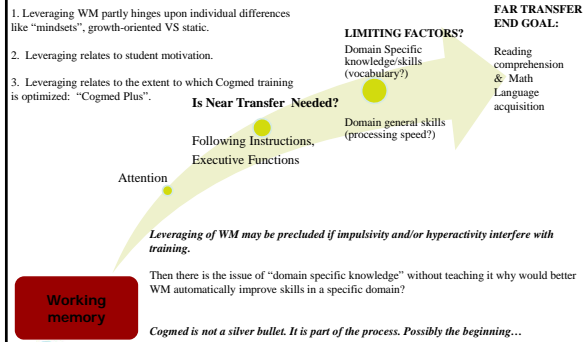 1. Leveraging WM partly hinges upon individual differences
like “mindsets”, growth-oriented VS static.
2. Leveraging relates to student motivation.
3. Leveraging relates to the extent to which Cogmed training
is optimized: “Cogmed Plus”.
FAR TRANSFER
END GOAL:
Reading
comprehension
& Math
Language
acquisition
LIMITING FACTORS?
Domain Specific
knowledge/skills
(vocabulary?)
Domain general skills
(processing speed?)
Is Near Transfer Needed?
Following Instructions,
Executive Functions
Attention
Leveraging of WM may be precluded if impulsivity and/or hyperactivity interfere with
training.
Then there is the issue of “domain specific knowledge” without teaching it why would better
WM automatically improve skills in a specific domain?
Working
memory
Cogmed is not a silver bullet. It is part of the process. Possibly the beginning…